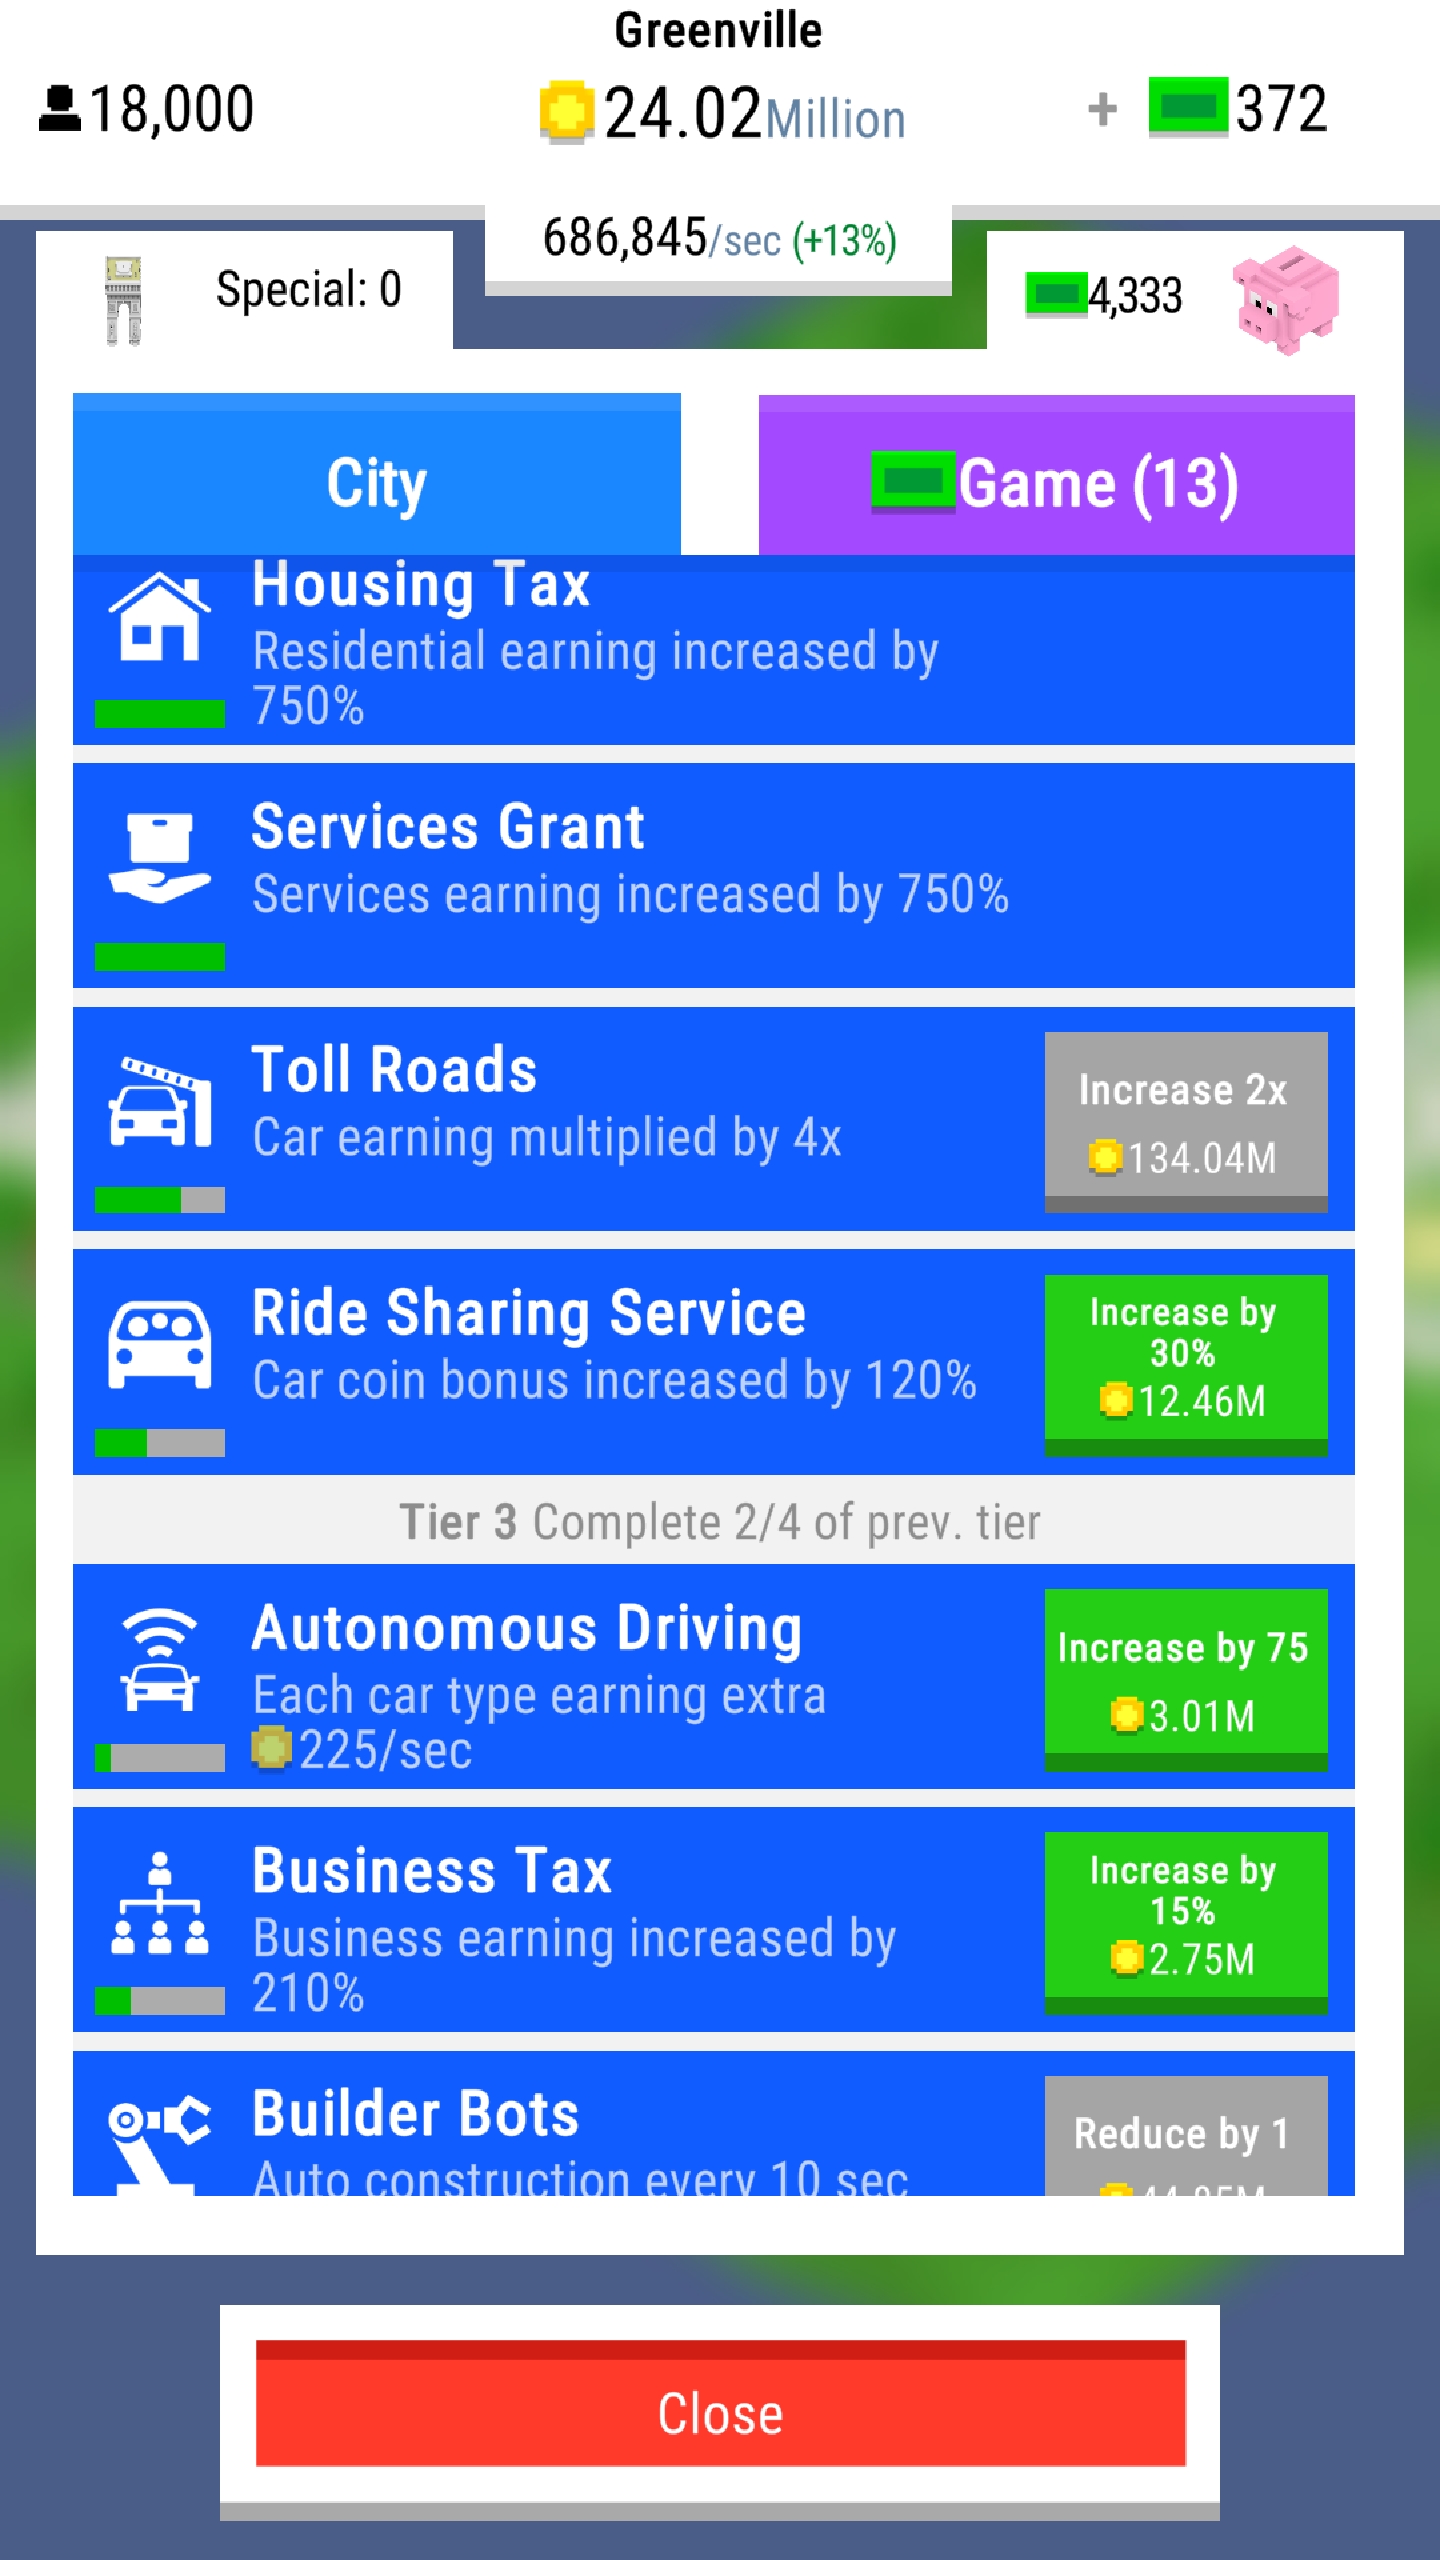 Greenville
18,000
24.02Million
+ 372
686,845/sec (+13%)
Special: 0
4,333
City
Game (13)
Housing Tax
Residential earning increased by
750%
Services Grant
Services earning increased by 750%
Toll Roads
Car earning multiplied by 4x
Increase 2x
134.04M
Ride Sharing Service
Car coin bonus increased by 120%
Increase by
30%
12.46M
Tier 3 Complete 2/4 of prev. tier
Autonomous Driving
Each car type earning extra
225/sec
Increase by 75
3.01M
Business Tax
Business earning increased by
210%
Increase by
15%
2.75M
Builder Bots
Auto construction every 10 sec
Reduce by 1
Close